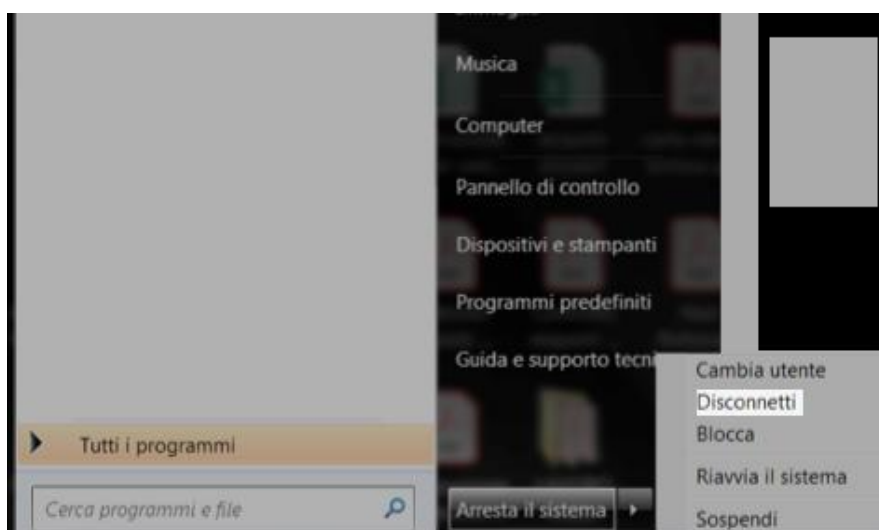 Musica
Computer
Pannello di controllo
Dispositivi e stampanti
Programmi predefiniti
Guida e supporto tecni
Cambia utente
Disconnetti
Blocca
Riavvia il sistema
Sospendi
Tutti i programmi
Cerca programmi e file
Arresta il sistema